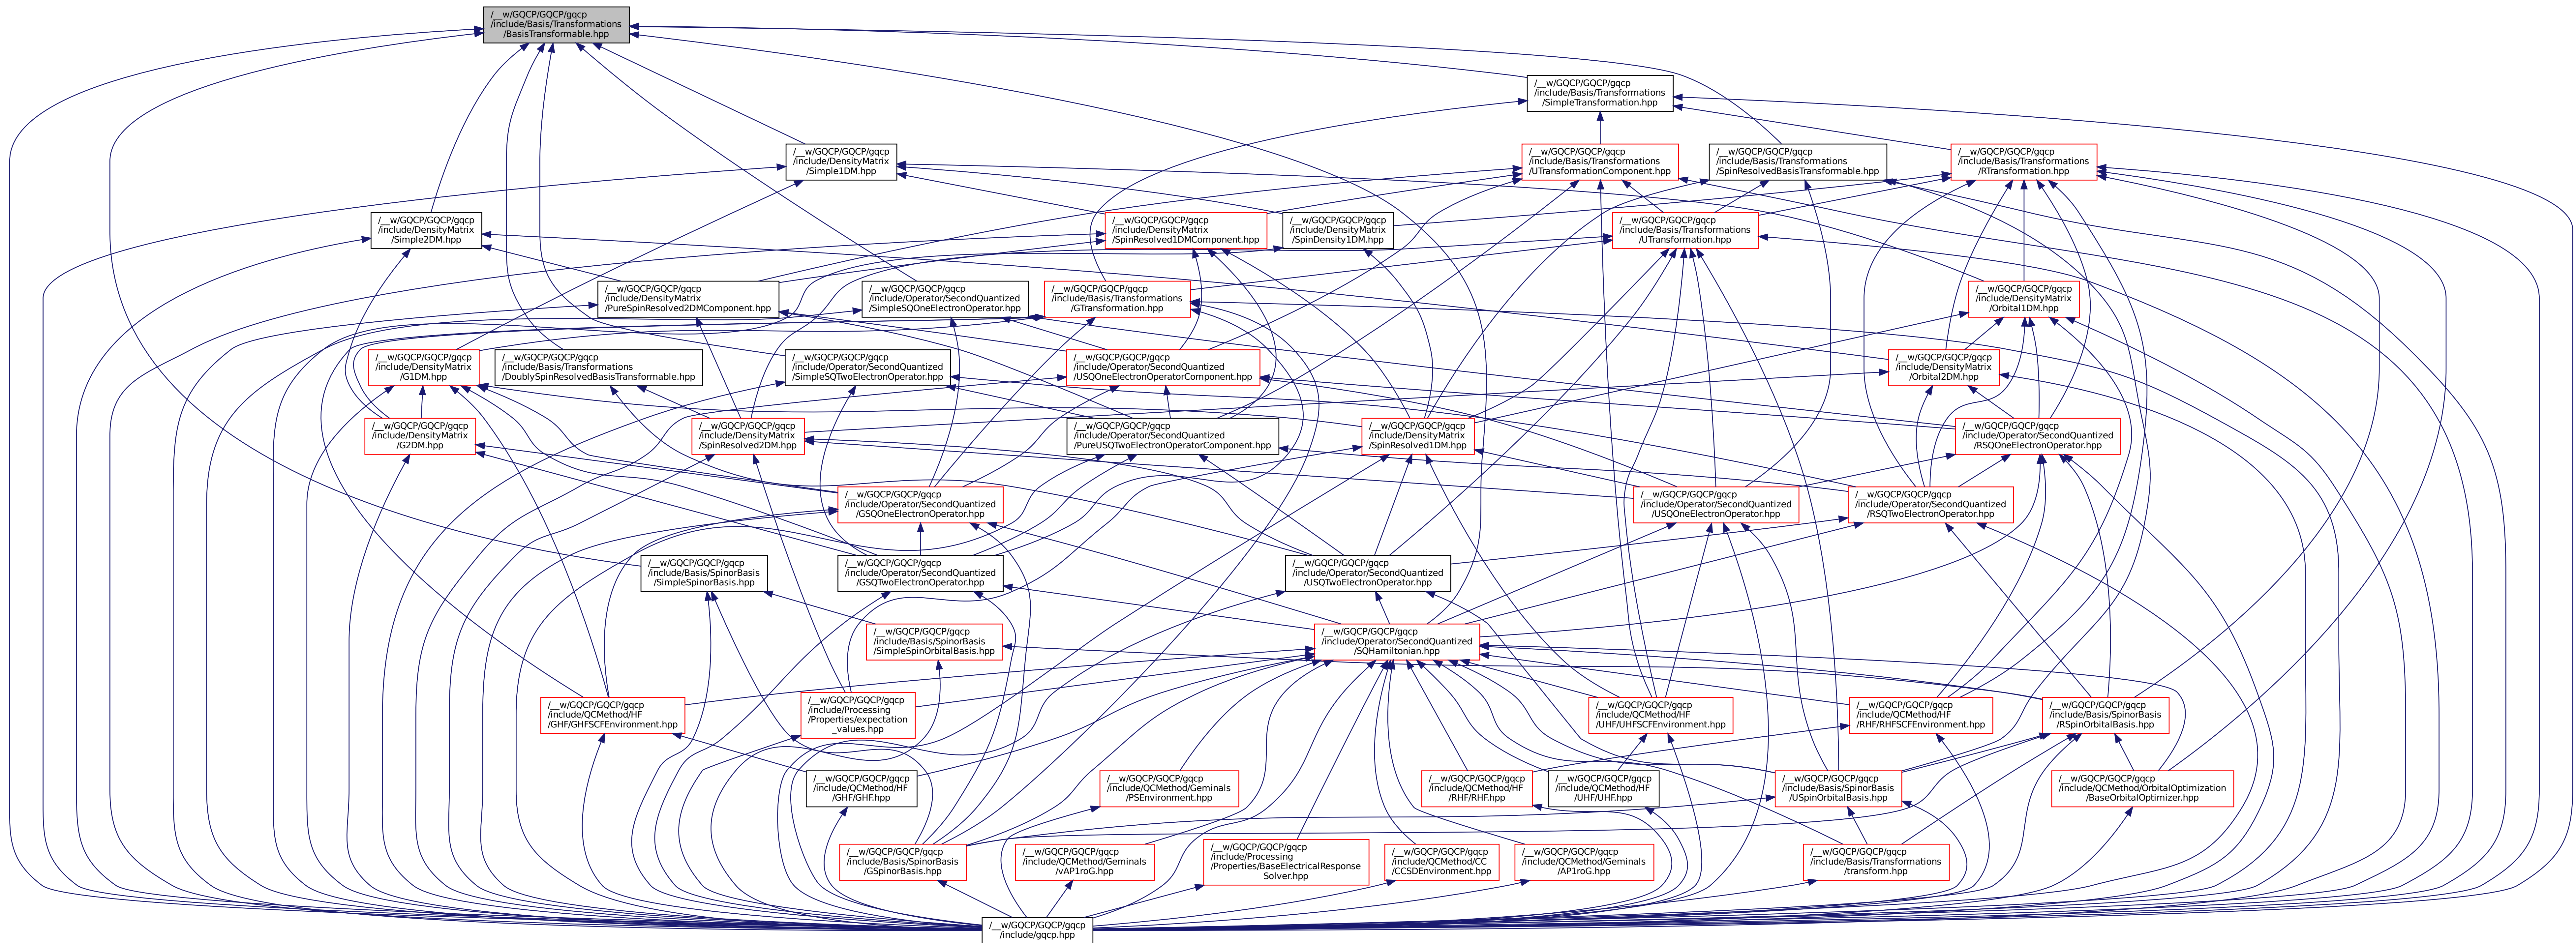 /__w/GQCP/GQCP/gqcp
/include/Basis/Transformations
/BasisTransformable.hpp
/__w/GQCP/GQCP/gqcp
/include/Basis/Transformations
/SimpleTransformation.hpp
/__w/GQCP/GQCP/gqcp
/include/DensityMatrix
/Simple1DM.hpp
/__w/GQCP/GQCP/gqcp
/include/Basis/Transformations
/UTransformationComponent.hpp
/__w/GQCP/GQCP/gqcp
/include/Basis/Transformations
/SpinResolvedBasisTransformable.hpp
/__w/GQCP/GQCP/gqcp
/include/Basis/Transformations
/RTransformation.hpp
/__w/GQCP/GQCP/gqcp
/include/DensityMatrix
/Simple2DM.hpp
/__w/GQCP/GQCP/gqcp
/include/DensityMatrix
/SpinResolved1DMComponent.hpp
/__w/GQCP/GQCP/gqcp
/include/DensityMatrix
/SpinDensity1DM.hpp
/__w/GQCP/GQCP/gqcp
/include/Basis/Transformations
/UTransformation.hpp
/__w/GQCP/GQCP/gqcp
/include/DensityMatrix
/PureSpinResolved2DMComponent.hpp
/__w/GQCP/GQCP/gqcp
/include/Operator/SecondQuantized
/SimpleSQOneElectronOperator.hpp
/__w/GQCP/GQCP/gqcp
/include/Basis/Transformations
/GTransformation.hpp
/__w/GQCP/GQCP/gqcp
/include/DensityMatrix
/Orbital1DM.hpp
/__w/GQCP/GQCP/gqcp
/include/DensityMatrix
/G1DM.hpp
/__w/GQCP/GQCP/gqcp
/include/Basis/Transformations
/DoublySpinResolvedBasisTransformable.hpp
/__w/GQCP/GQCP/gqcp
/include/Operator/SecondQuantized
/SimpleSQTwoElectronOperator.hpp
/__w/GQCP/GQCP/gqcp
/include/Operator/SecondQuantized
/USQOneElectronOperatorComponent.hpp
/__w/GQCP/GQCP/gqcp
/include/DensityMatrix
/Orbital2DM.hpp
/__w/GQCP/GQCP/gqcp
/include/DensityMatrix
/G2DM.hpp
/__w/GQCP/GQCP/gqcp
/include/DensityMatrix
/SpinResolved2DM.hpp
/__w/GQCP/GQCP/gqcp
/include/Operator/SecondQuantized
/PureUSQTwoElectronOperatorComponent.hpp
/__w/GQCP/GQCP/gqcp
/include/DensityMatrix
/SpinResolved1DM.hpp
/__w/GQCP/GQCP/gqcp
/include/Operator/SecondQuantized
/RSQOneElectronOperator.hpp
/__w/GQCP/GQCP/gqcp
/include/Operator/SecondQuantized
/GSQOneElectronOperator.hpp
/__w/GQCP/GQCP/gqcp
/include/Operator/SecondQuantized
/USQOneElectronOperator.hpp
/__w/GQCP/GQCP/gqcp
/include/Operator/SecondQuantized
/RSQTwoElectronOperator.hpp
/__w/GQCP/GQCP/gqcp
/include/Basis/SpinorBasis
/SimpleSpinorBasis.hpp
/__w/GQCP/GQCP/gqcp
/include/Operator/SecondQuantized
/GSQTwoElectronOperator.hpp
/__w/GQCP/GQCP/gqcp
/include/Operator/SecondQuantized
/USQTwoElectronOperator.hpp
/__w/GQCP/GQCP/gqcp
/include/Basis/SpinorBasis
/SimpleSpinOrbitalBasis.hpp
/__w/GQCP/GQCP/gqcp
/include/Operator/SecondQuantized
/SQHamiltonian.hpp
/__w/GQCP/GQCP/gqcp
/include/QCMethod/HF
/GHF/GHFSCFEnvironment.hpp
/__w/GQCP/GQCP/gqcp
/include/Processing
/Properties/expectation
_values.hpp
/__w/GQCP/GQCP/gqcp
/include/QCMethod/HF
/UHF/UHFSCFEnvironment.hpp
/__w/GQCP/GQCP/gqcp
/include/QCMethod/HF
/RHF/RHFSCFEnvironment.hpp
/__w/GQCP/GQCP/gqcp
/include/Basis/SpinorBasis
/RSpinOrbitalBasis.hpp
/__w/GQCP/GQCP/gqcp
/include/QCMethod/HF
/GHF/GHF.hpp
/__w/GQCP/GQCP/gqcp
/include/QCMethod/Geminals
/PSEnvironment.hpp
/__w/GQCP/GQCP/gqcp
/include/QCMethod/HF
/RHF/RHF.hpp
/__w/GQCP/GQCP/gqcp
/include/QCMethod/HF
/UHF/UHF.hpp
/__w/GQCP/GQCP/gqcp
/include/Basis/SpinorBasis
/USpinOrbitalBasis.hpp
/__w/GQCP/GQCP/gqcp
/include/QCMethod/OrbitalOptimization
/BaseOrbitalOptimizer.hpp
/__w/GQCP/GQCP/gqcp
/include/Basis/SpinorBasis
/GSpinorBasis.hpp
/__w/GQCP/GQCP/gqcp
/include/QCMethod/Geminals
/vAP1roG.hpp
/__w/GQCP/GQCP/gqcp
/include/Processing
/Properties/BaseElectricalResponse
Solver.hpp
/__w/GQCP/GQCP/gqcp
/include/QCMethod/CC
/CCSDEnvironment.hpp
/__w/GQCP/GQCP/gqcp
/include/QCMethod/Geminals
/AP1roG.hpp
/__w/GQCP/GQCP/gqcp
/include/Basis/Transformations
/transform.hpp
/__w/GQCP/GQCP/gqcp
/include/gqcp.hpp